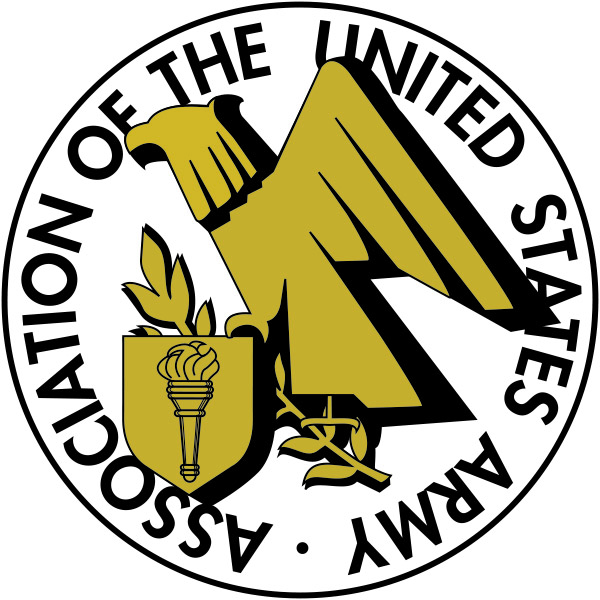 ASSOCIATION OF THE UNITED STATES ARMY ·